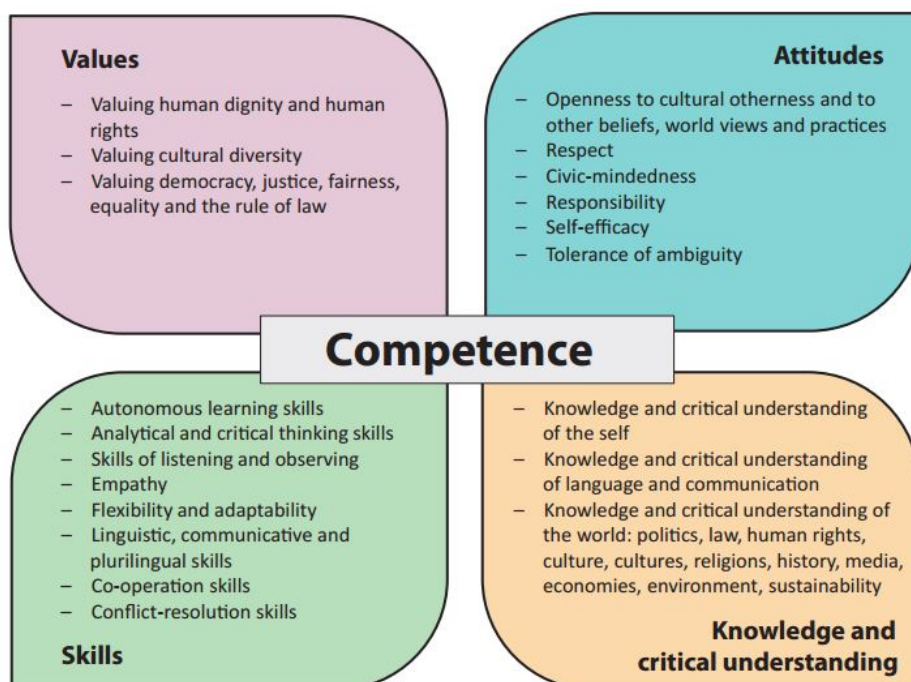 Values
– Valuing human dignity and human
rights
– Valuing cultural diversity
– Valuing democracy, justice, fairness,
equality and the rule of law
Attitudes
– Openness to cultural otherness and to
other beliefs, world views and practices
– Respect
– Civic-mindedness
– Responsibility
– Self-efficacy
– Tolerance of ambiguity
Competence
– Autonomous learning skills
– Analytical and critical thinking skills
– Skills of listening and observing
– Empathy
– Flexibility and adaptability
– Linguistic, communicative and
plurilingual skills
– Co-operation skills
– Conflict-resolution skills
Skills
– Knowledge and critical understanding
of the self
– Knowledge and critical understanding
of language and communication
– Knowledge and critical understanding of
the world: politics, law, human rights,
culture, cultures, religions, history, media,
economies, environment, sustainability
Knowledge and
critical understanding